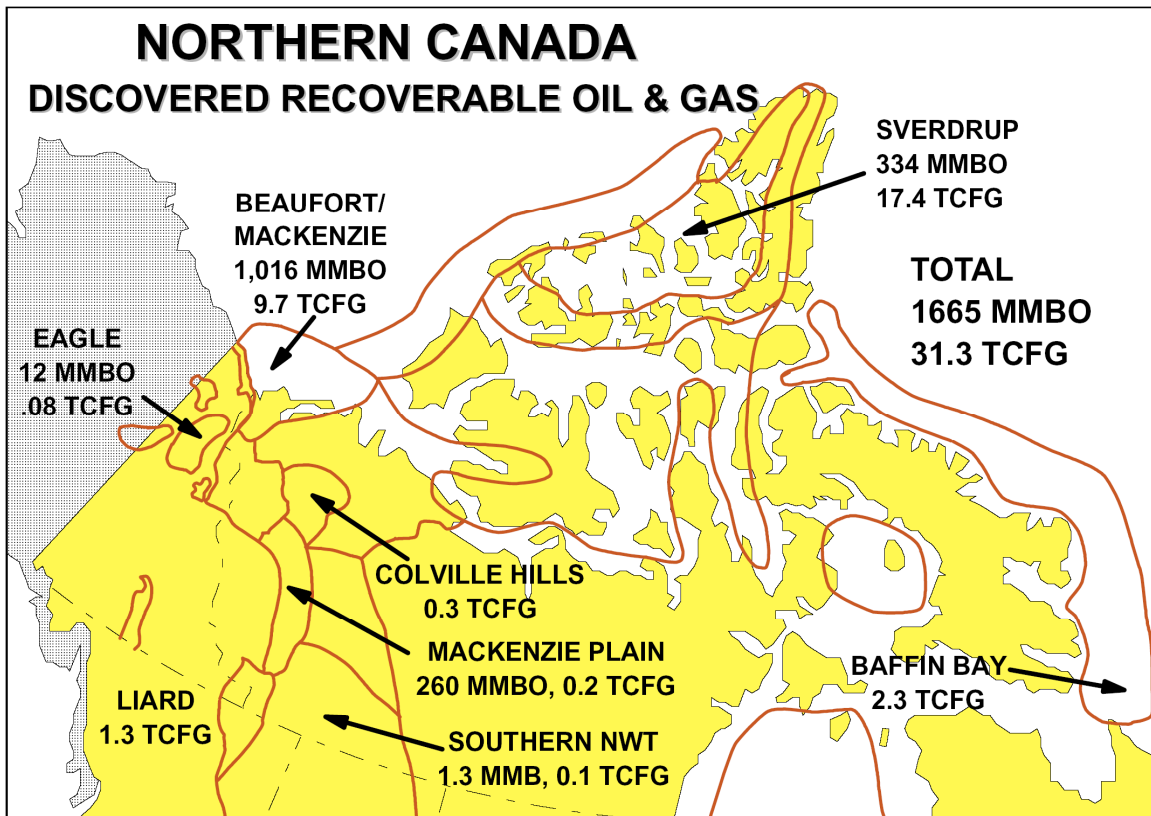 NORTHERN CANADA
DISCOVERED RECOVERABLE OIL & GAS
SVERDRUP
334 MMBO
17.4 TCFG
BEAUFORT/
MACKENZIE
1,016 MMBO
9.7 TCFG
TOTAL
1665 MMBO
31.3 TCFG
EAGLE
12 MMBO
.08 TCFG
COLVILLE HILLS
0.3 TCFG
MACKENZIE PLAIN
260 MMBO, 0.2 TCFG
BAFFIN BAY
2.3 TCFG
LIARD
1.3 TCFG
SOUTHERN NWT
1.3 MMB, 0.1 TCFG